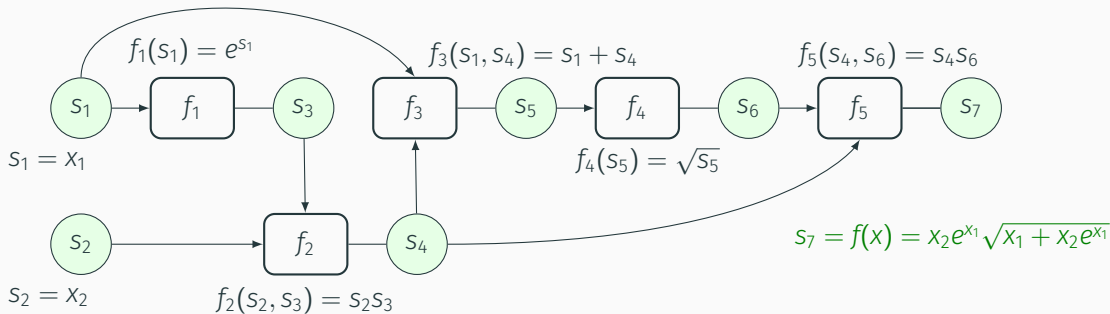 f₁(s₁) = e^{s₁}
f₃(s₁, s₄) = s₁ + s₄
f₅(s₄, s₆) = s₄s₆
s₁ f₁ s₃ f₃ s₅ f₄ s₆ f₅ s₇
s₁ = x₁
f₄(s₅) = √s₅
s₂ f₂ s₄
s₇ = f(x) = x₂e^{x₁}√(x₁ + x₂e^{x₁})
s₂ = x₂
f₂(s₂, s₃) = s₂s₃